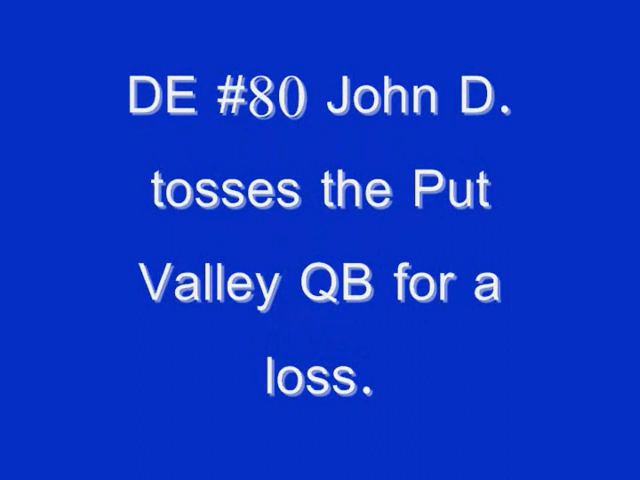 DE #80 John D.
tosses the Put
Valley QB for a
loss.